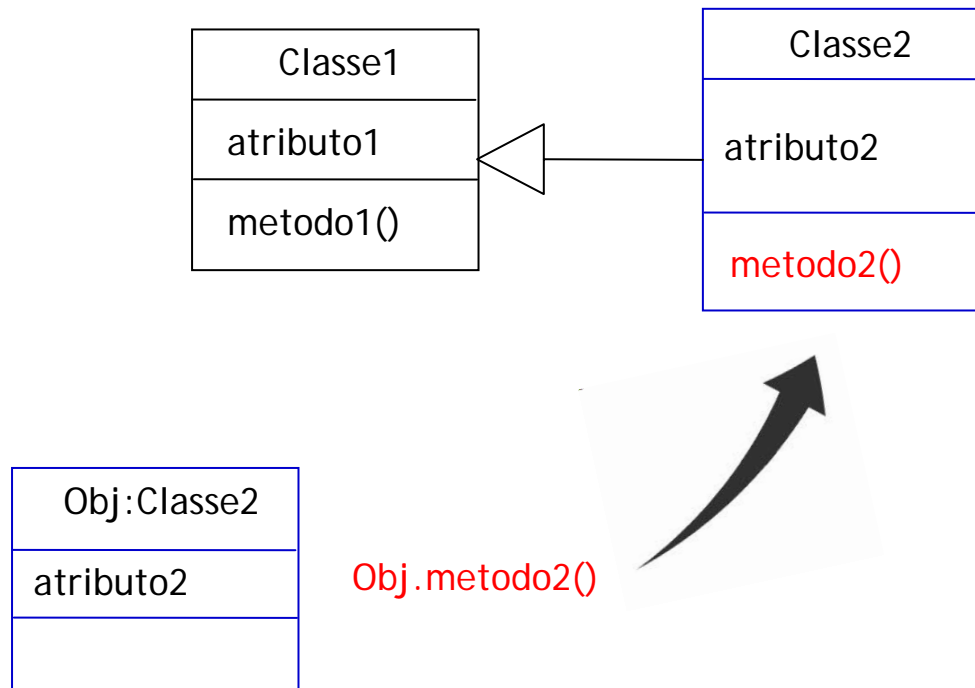 Classe1
atributo1
metodo1()
Classe2
atributo2
metodo2()
Obj:Classe2
atributo2
Obj.metodo2()